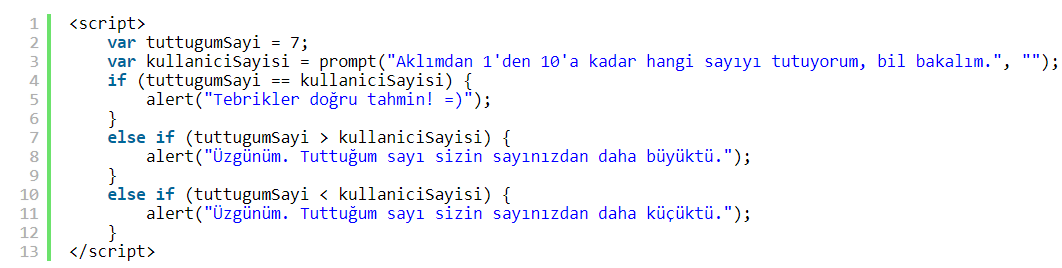 1 <script>
2 var tuttugumSayi = 7;
3 var kullaniciSayisi = prompt("Aklımdan 1'den 10'a kadar hangi sayıyı tutuyorum, bil bakalım.", "");
4 if (tuttugumSayi == kullaniciSayisi) {
5 alert("Tebrikler doğru tahmin! =)");
6 }
7 else if (tuttugumSayi > kullaniciSayisi) {
8 alert("Üzgünüm. Tuttuğum sayı sizin sayınızdan daha büyüktü.");
9 }
10 else if (tuttugumSayi < kullaniciSayisi) {
11 alert("Üzgünüm. Tuttuğum sayı sizin sayınızdan daha küçüktü.");
12 }
13 </script>